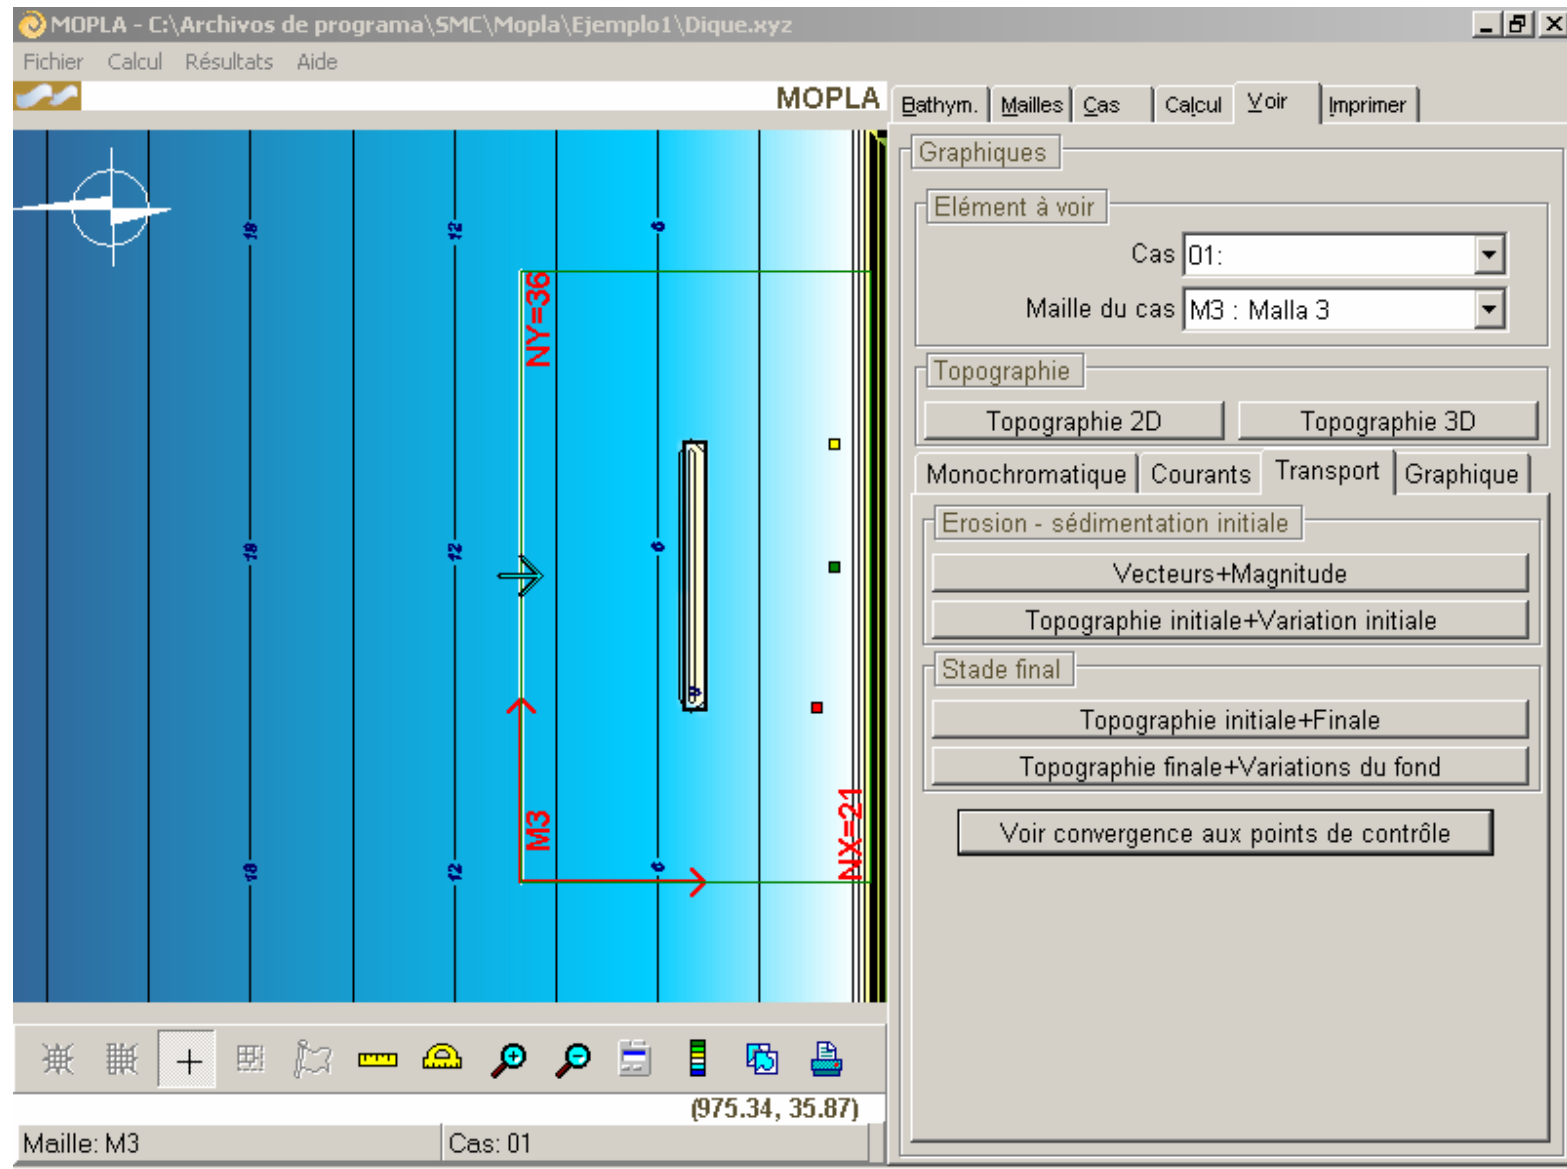 MOPLA - C:\Archivos de programa\SMC\Mopla\Ejemplo1\Dique.xyz
Fichier Calcul Résultats Aide
MOPLA
Bathym. Mailles Cas Calcul Voir Imprimer
Graphiques
Elément à voir
Cas 01:
Maille du cas M3 : Malla 3
Topographie
Topographie 2D Topographie 3D
Monochromatique Courants Transport Graphique
Erosion - sédimentation initiale
Vecteurs+Magnitude
Topographie initiale+Variation initiale
Stade final
Topographie initiale+Finale
Topographie finale+Variations du fond
Voir convergence aux points de contrôle
18 12 6
NY=36
18 12 6
M3
NX=21
18 12 6
(975.34, 35.87)
Maille: M3 Cas: 01